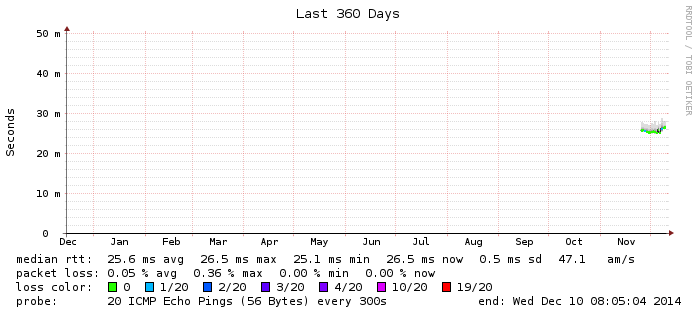 Last 360 Days
RRDTOOL / TOBI OETIKER
Seconds
50 m
40 m
30 m
20 m
10 m
0
Dec Jan Feb Mar Apr May Jun Jul Aug Sep Oct Nov
median rtt: 25.6 ms avg 26.5 ms max 25.1 ms min 26.5 ms now 0.5 ms sd 47.1 am/s
packet loss: 0.05 % avg 0.36 % max 0.00 % min 0.00 % now
loss color: 0 1/20 2/20 3/20 4/20 10/20 19/20
probe: 20 ICMP Echo Pings (56 Bytes) every 300s end: Wed Dec 10 08:05:04 2014